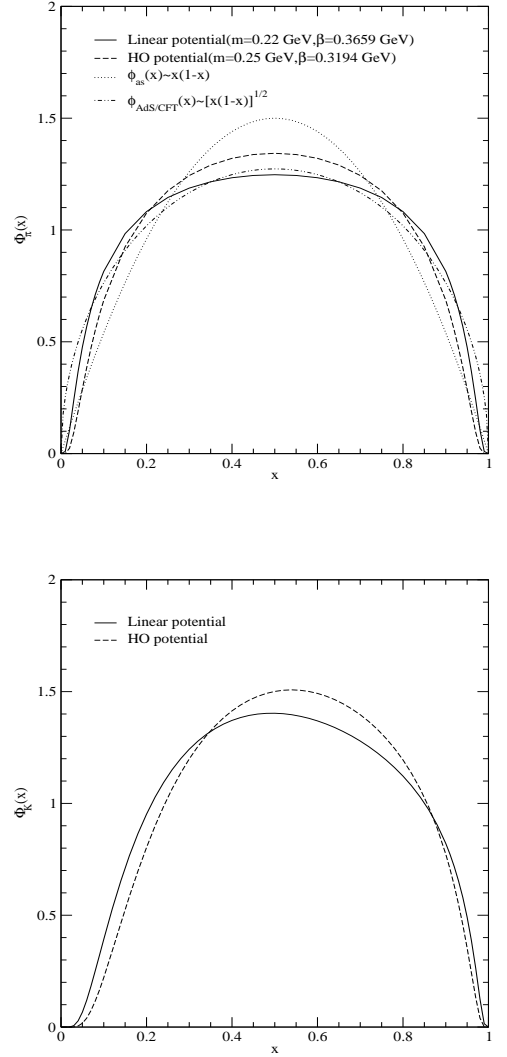 2
Linear potential(m=0.22 GeV,β=0.3659 GeV)
HO potential(m=0.25 GeV,β=0.3194 GeV)
ϕas(x)~x(1-x)
ϕAdS/CFT(x)~[x(1-x)]^1/2
1.5
Φπ(x)
1
0.5
0
0 0.2 0.4 0.6 0.8 1
x
2
Linear potential
HO potential
1.5
ΦK(x)
1
0.5
0
0 0.2 0.4 0.6 0.8 1
x